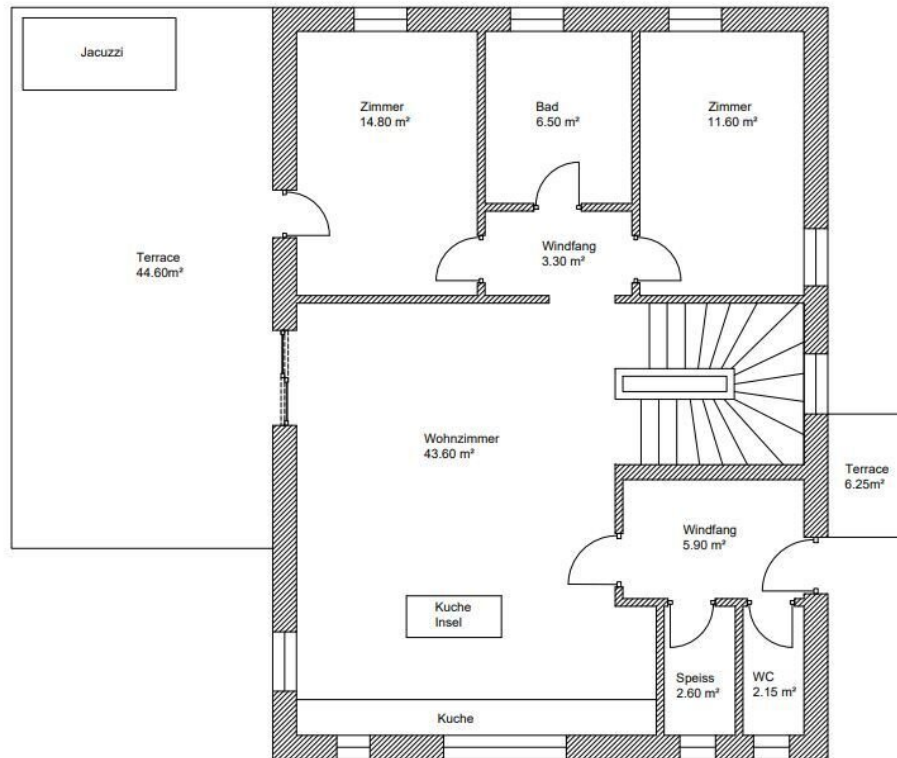 Jacuzzi
Zimmer
14.80 m²
Bad
6.50 m²
Zimmer
11.60 m²
Windfang
3.30 m²
Terrace
44.60m²
Wohnzimmer
43.60 m²
Terrace
6.25m²
Windfang
5.90 m²
Kuche
Insel
Speiss
2.60 m²
WC
2.15 m²
Kuche